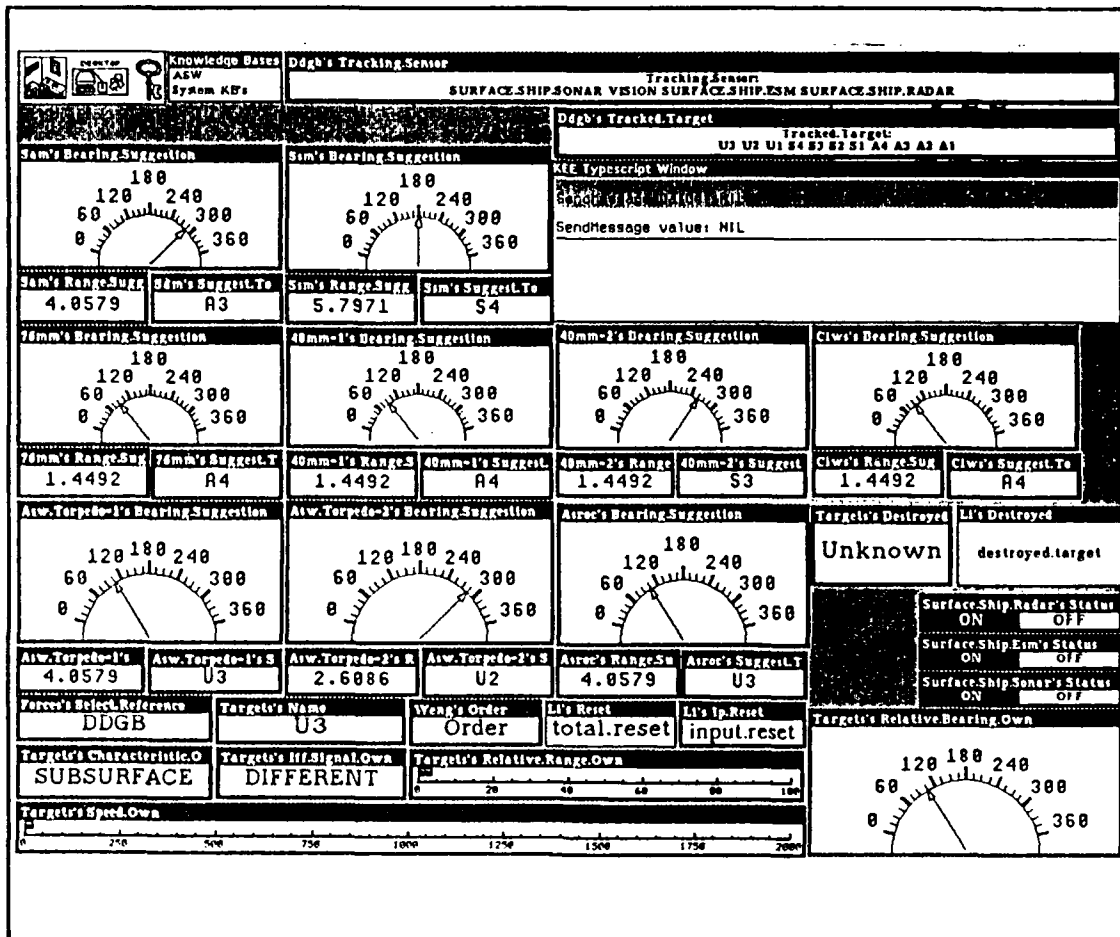 DESKTOP
Knowledge Bases
ASW
System KB's
Ddgb's Tracking.Sensor
Tracking.Sensor:
SURFACE.SHIP.SONAR VISION SURFACE.SHIP.ESM SURFACE.SHIP.RADAR
Ddgb's Tracked.Target
Tracked.Target:
U3 U2 U1 S4 S3 S2 S1 A4 A3 A2 A1
KEE Typescript Window
SendMessage value: NIL
Sam's Bearing.Suggestion
0 60 120 180 240 300 360
Ssm's Bearing.Suggestion
0 60 120 180 240 300 360
Sam's Range.Sugg
4.0579
Sam's Suggest.To
A3
Ssm's Range.Sugg
5.7971
Ssm's Suggest.To
S4
76mm's Bearing.Suggestion
0 60 120 180 240 300 360
40mm-1's Bearing.Suggestion
0 60 120 180 240 300 360
40mm-2's Bearing.Suggestion
0 60 120 180 240 300 360
Ciws's Bearing.Suggestion
0 60 120 180 240 300 360
76mm's Range.Sug
1.4492
76mm's Suggest.T
A4
40mm-1's Range.S
1.4492
40mm-1's Suggest.
A4
40mm-2's Range
1.4492
40mm-2's Suggest
S3
Ciws's Range.Sug
1.4492
Ciws's Suggest.To
A4
Asw.Torpedo-1's Bearing.Suggestion
0 60 120 180 240 300 360
Asw.Torpedo-2's Bearing.Suggestion
0 60 120 180 240 300 360
Asroc's Bearing.Suggestion
0 60 120 180 240 300 360
Targets's Destroyed
Unknown
Li's Destroyed
destroyed.target
Surface.Ship.Radar's Status
ON OFF
Surface.Ship.Esm's Status
ON OFF
Surface.Ship.Sonar's Status
ON OFF
Asw.Torpedo-1's
4.0579
Asw.Torpedo-1's S
U3
Asw.Torpedo-2's R
2.6086
Asw.Torpedo-2's S
U2
Asroc's Range.Su
4.0579
Asroc's Suggest.T
U3
Forces's Select.Reference
DDGB
Targets's Name
U3
Weng's Order
Order
Li's Reset
total.reset
Li's Ip.Reset
input.reset
Targets's Characteristic.O
SUBSURFACE
Targets's Iff.Signal.Own
DIFFERENT
Targets's Relative.Range.Own
0 20 40 60 80 100
Targets's Speed.Own
0 250 500 750 1000 1250 1500 1750 2000
Targets's Relative.Bearing.Own
0 60 120 180 240 300 360